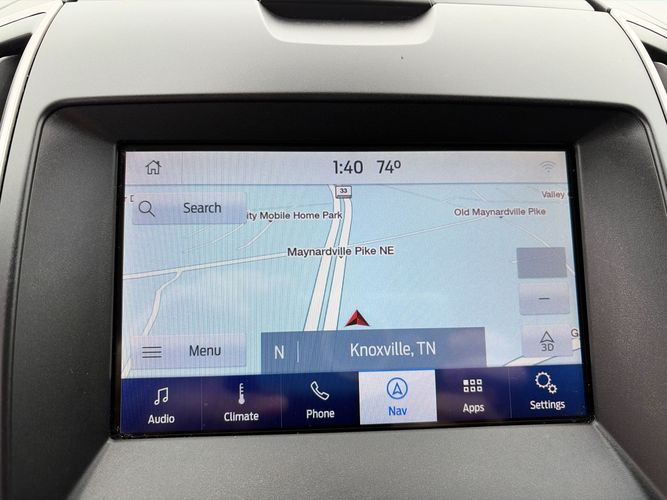 1:40 74°
33
Valley
Search
ity Mobile Home Park
Old Maynardville Pike
Maynardville Pike NE
Menu
N
Knoxville, TN
3D
G
Audio
Climate
Phone
Nav
Apps
Settings